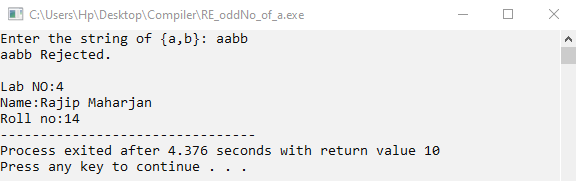 C:\Users\Hp\Desktop\Compiler\RE_oddNo_of_a.exe
Enter the string of {a,b}: aabb
aabb Rejected.
Lab NO:4
Name:Rajip Maharjan
Roll no:14
--------------------------------
Process exited after 4.376 seconds with return value 10
Press any key to continue . . .